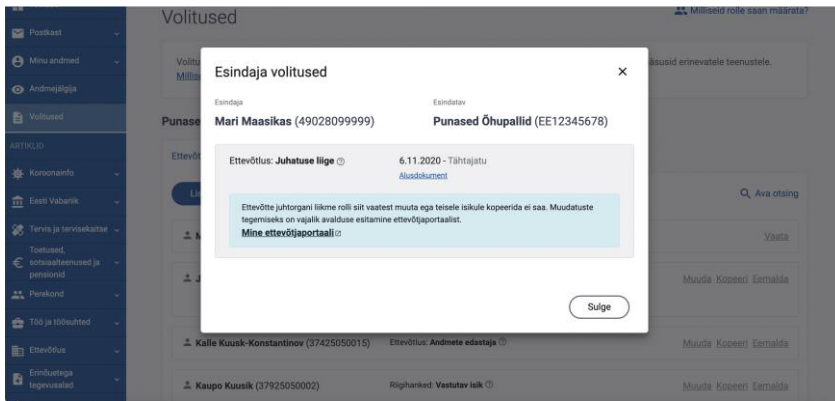 Volitused
Milliseid rolle saan määrata?
Postkast
Minu andmed
Andmejälgija
Volitused
ARTIKLID
Koroonainfo
Eesti Vabariik
Tervis ja tervisekaitse
Toetused,
sotsiaalteenused ja
pensionid
Perekond
Töö ja töösuhted
Ettevõtlus
Erinõuetega
tegevusalad
erinevatele teenustele.
Punase
Esindaja volitused
Esindaja
Mari Maasikas (49028099999)
Esindatav
Punased Õhupallid (EE12345678)
Ettevõtlus: Juhatuse liige
6.11.2020 - Tähtajatu
Alusdokument
Ettevõtte juhtorgani liikme rolli siit vaatest muuta ega teisele isikule kopeerida ei saa. Muudatuste
tegemiseks on vajalik avalduse esitamine ettevõtjaportaalist.
Mine ettevõtjaportaali
Sulge
Ava otsing
Vaata
Muuda Kopeeri Eemalda
Kalle Kuusk-Konstantinov (37425050015) Ettevõtlus: Andmete edastaja Muuda Kopeeri Eemalda
Kaupo Kuusik (37925050002) Riigihanked: Vastutav isik Muuda Kopeeri Eemalda